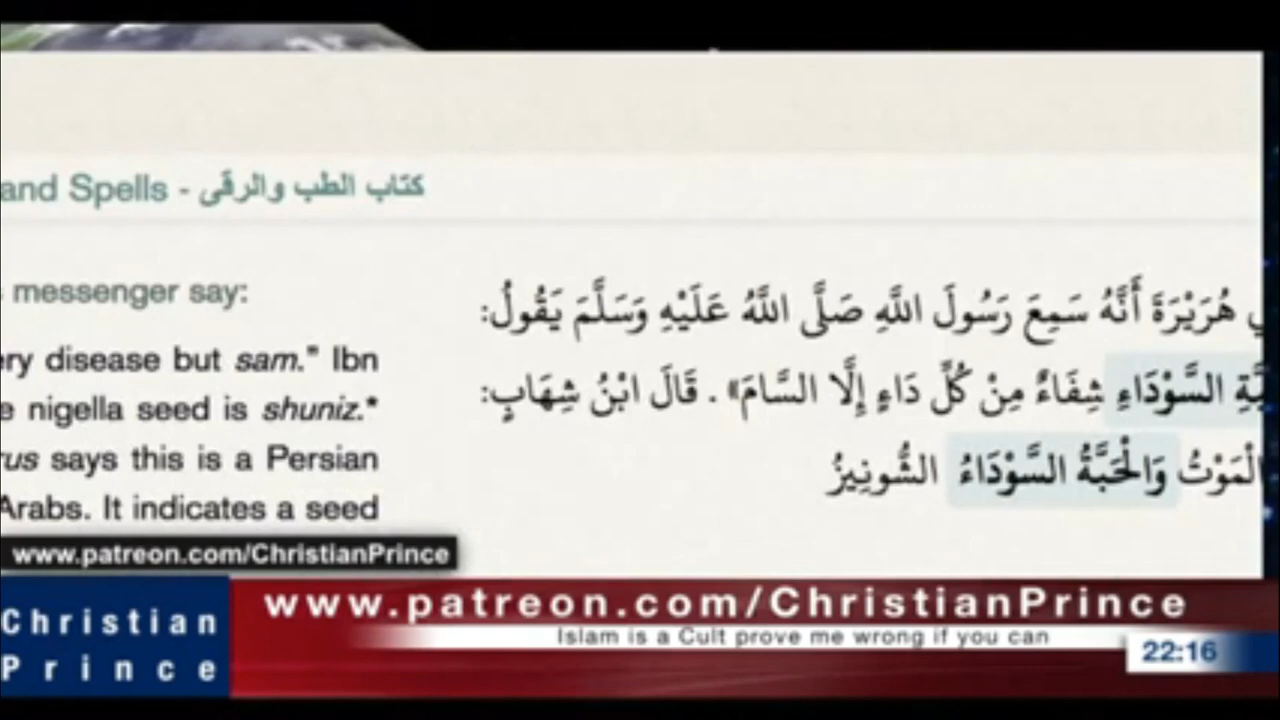 and Spells - كتاب الطب والرقى
messenger say:
ery disease but sam." Ibn
e nigella seed is shuniz.*
rus says this is a Persian
Arabs. It indicates a seed
ي هُرَيْرَةَ أَنَّهُ سَمِعَ رَسُولَ اللَّهِ صَلَّى اللَّهُ عَلَيْهِ وَسَلَّمَ يَقُولُ:
بَّةِ السَّوْدَاءِ شِفَاءٌ مِنْ كُلِّ دَاءٍ إِلَّا السَّامَ» . قَالَ ابْنُ شِهَابٍ:
الْمَوْتُ وَالْحَبَّةُ السَّوْدَاءُ الشُّونِيزُ
www.patreon.com/ChristianPrince
www.patreon.com/ChristianPrince
Islam is a Cult prove me wrong if you can
Christian
Prince
22:16